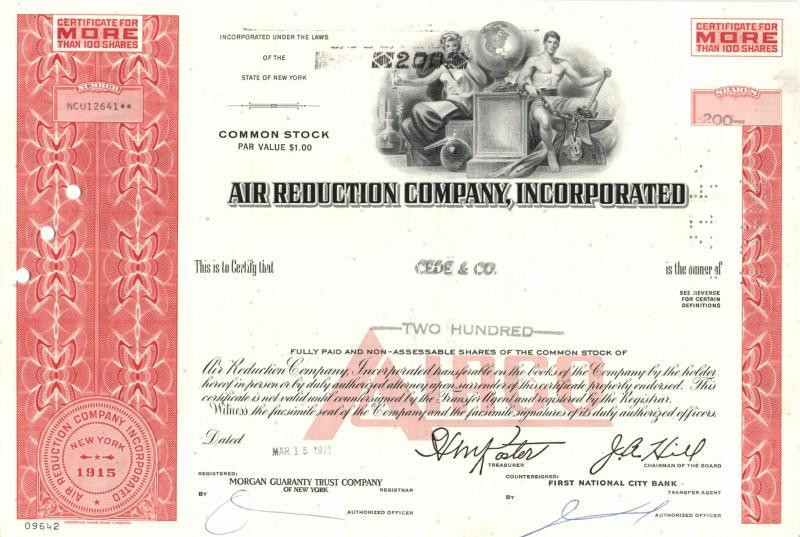 CERTIFICATE FOR
MORE
THAN 100 SHARES
NUMBER
NCU12641**
INCORPORATED UNDER THE LAWS
OF THE
STATE OF NEW YORK
COMMON STOCK
PAR VALUE $1.00
CERTIFICATE FOR
MORE
THAN 100 SHARES
SHARES
-200-
AIR REDUCTION COMPANY, INCORPORATED
This is to Certify that
CEDE & CO.
is the owner of
SEE REVERSE
FOR CERTAIN
DEFINITIONS
TWO HUNDRED
AIRCO
FULLY PAID AND NON-ASSESSABLE SHARES OF THE COMMON STOCK OF
Air Reduction Company, Incorporated transferable on the books of the Company by the holder
hereof in person or by duly authorized attorney upon surrender of this certificate properly endorsed. This
certificate is not valid until countersigned by the Transfer Agent and registered by the Registrar.
Witness the facsimile seal of the Company and the facsimile signatures of its duly authorized officers.
Dated
MAR 15 1971
TREASURER
J.A. Hill
CHAIRMAN OF THE BOARD
AIR REDUCTION COMPANY INCORPORATED
NEW YORK
1915
REGISTERED:
MORGAN GUARANTY TRUST COMPANY
OF NEW YORK
REGISTRAR
BY
AUTHORIZED OFFICER
COUNTERSIGNED:
FIRST NATIONAL CITY BANK
TRANSFER AGENT
BY
AUTHORIZED OFFICER
09642
AMERICAN BANK NOTE COMPANY